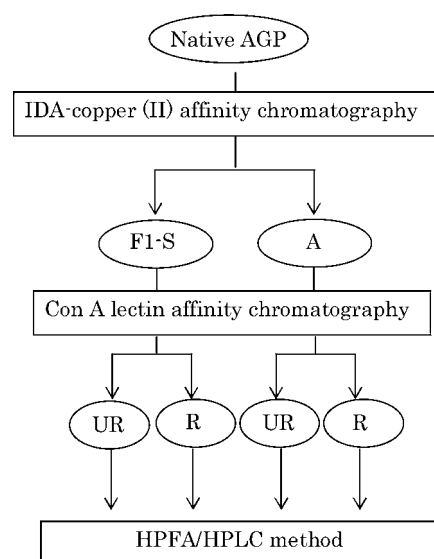 Native AGP
IDA-copper (II) affinity chromatography
F1-S
A
Con A lectin affinity chromatography
UR
R
UR
R
HPFA/HPLC method